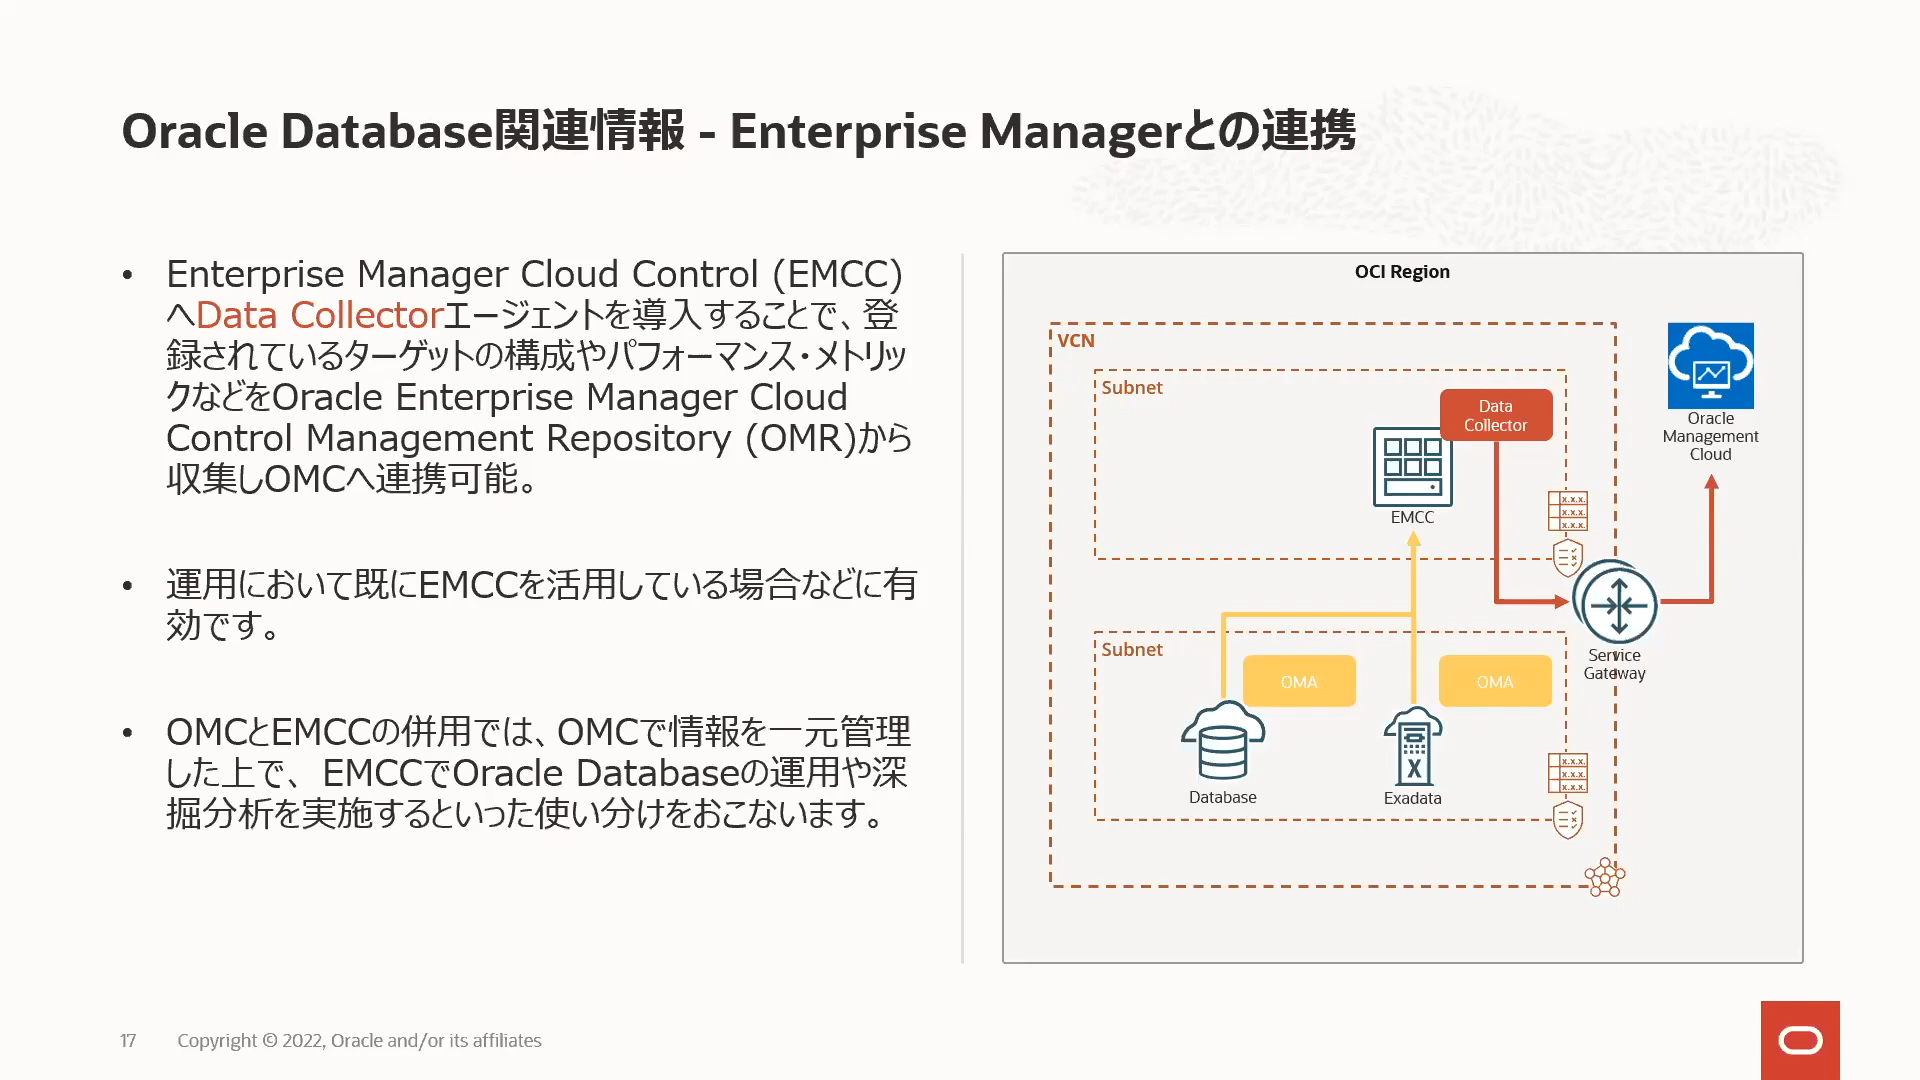 Oracle Database関連情報 - Enterprise Managerとの連携
• Enterprise Manager Cloud Control (EMCC)
へData Collectorエージェントを導入することで、登
録されているターゲットの構成やパフォーマンス・メトリッ
クなどをOracle Enterprise Manager Cloud
Control Management Repository (OMR)から
収集しOMCへ連携可能。
• 運用において既にEMCCを活用している場合などに有
効です。
• OMCとEMCCの併用では、OMCで情報を一元管理
した上で、 EMCCでOracle Databaseの運用や深
掘分析を実施するといった使い分けをおこないます。
OCI Region
VCN
Subnet
Data
Collector
EMCC
x.x.x.
x.x.x.
x.x.x.
Oracle
Management
Cloud
Service
Gateway
Subnet
OMA
OMA
Database
X
Exadata
x.x.x.
x.x.x.
x.x.x.
17
Copyright © 2022, Oracle and/or its affiliates